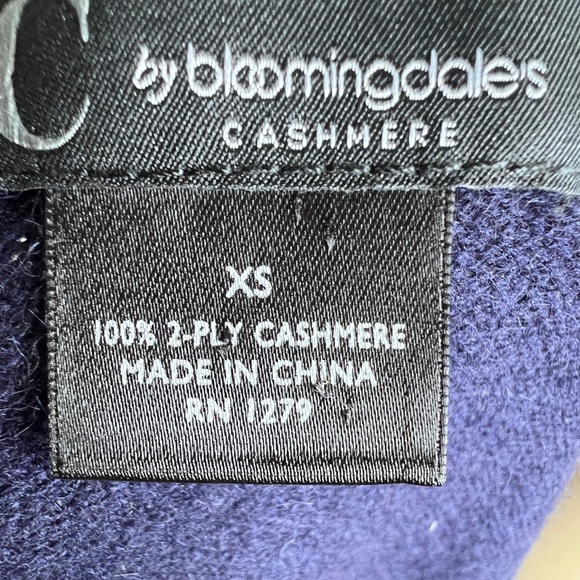 C by bloomingdale's
CASHMERE
XS
100% 2-PLY CASHMERE
MADE IN CHINA
RN 1279